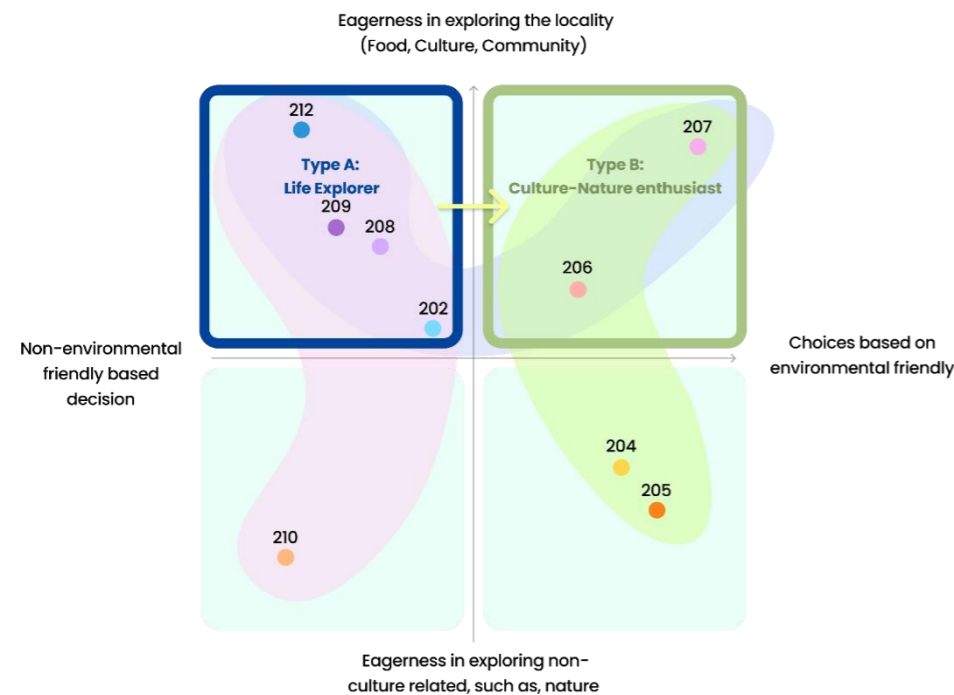 Eagerness in exploring the locality
(Food, Culture, Community)
212
207
Type A:
Life Explorer
Type B:
Culture-Nature enthusiast
209
208
206
202
Non-environmental
friendly based
decision
Choices based on
environmental friendly
204
205
210
Eagerness in exploring non-
culture related, such as, nature